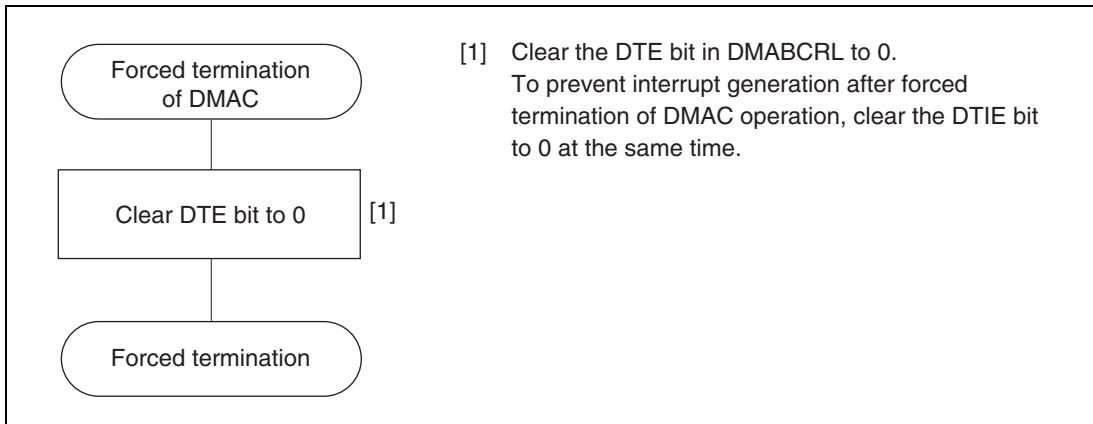 Forced termination
of DMAC
Clear DTE bit to 0
[1]
Forced termination
[1] Clear the DTE bit in DMABCRL to 0.
To prevent interrupt generation after forced
termination of DMAC operation, clear the DTIE bit
to 0 at the same time.